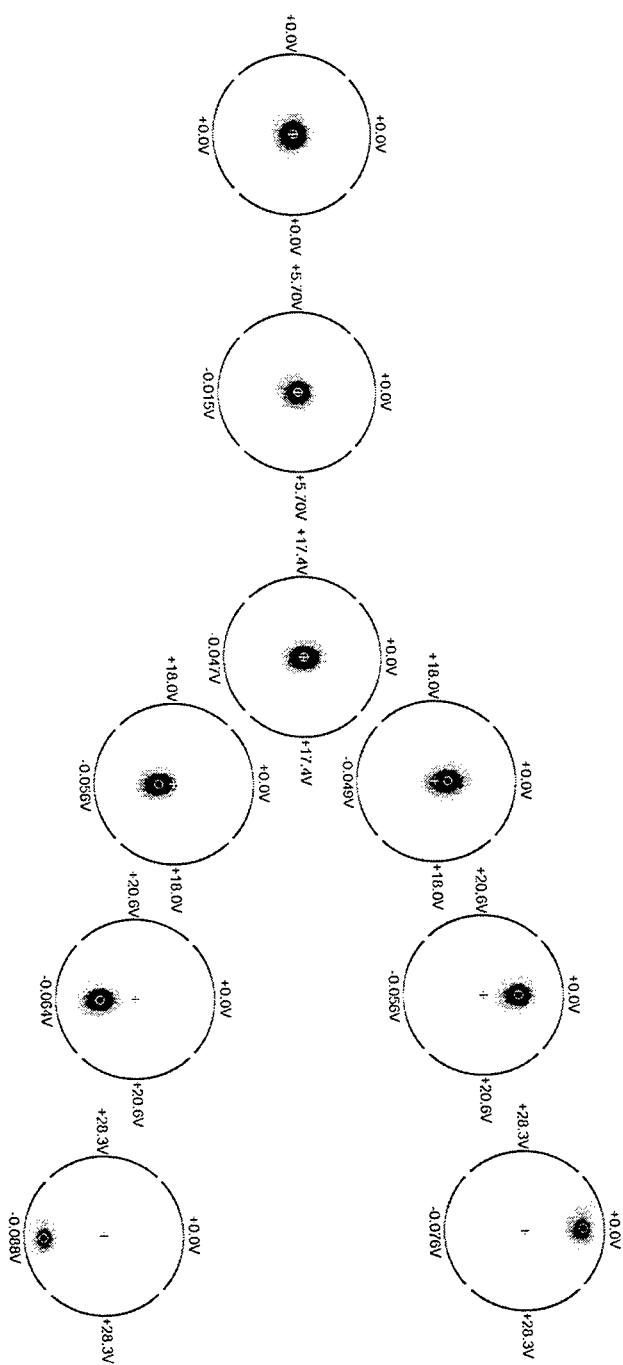 +0.0V
+0.0V
+0.0V
+0.0V
+5.70V
-0.015V
+0.0V
+5.70V
+17.4V
-0.047V
+0.0V
+17.4V
+18.0V
-0.056V
+0.0V
+18.0V
+18.0V
-0.049V
+0.0V
+18.0V
+20.6V
-0.064V
+0.0V
+20.6V
+20.6V
-0.056V
+0.0V
+20.6V
+28.3V
-0.088V
+0.0V
+28.3V
+28.3V
-0.076V
+0.0V
+28.3V